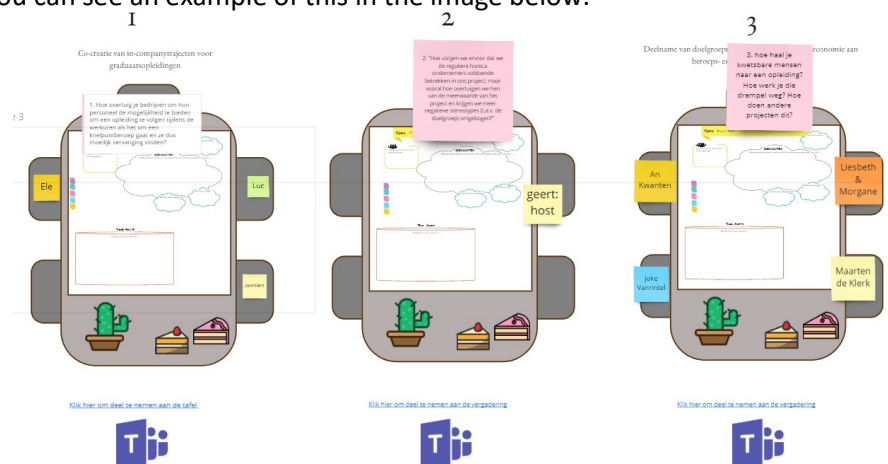 ou can see an example of this in the image below.
1
2
3
Co-creatie van in-companytrajecten voor
graduaatsopleidingen
Deelname van doelgroeps
economie aan
beroeps- e
1. Hoe overtuig je bedrijven om hun
personeel de mogelijkheid te bieden
om een opleiding te volgen tijdens de
werkuren als het om een
knelpuntberoep gaat en ze dus
moeilijk vervanging vinden?
2: "Hoe zorgen we ervoor dat we
de reguliere horeca
ondernemers voldoende
betrekken in ons project, maar
vooral hoe overtuigen we hen
van de meerwaarde van het
project en krijgen we meer
negatieve stereotypes (t.a.v. de
doelgroep) omgebogen?"
3. hoe haal je
kwetsbare mensen
naar een opleiding?
Hoe werk je die
drempel weg? Hoe
doen andere
projecten dit?
e 3
Ele
Luc
Jasmien
geert:
host
An
Kwanten
Liesbeth
&
Morgane
Joke
Maarten
de Klerk
Klik hier om deel te nemen aan de tafel
Klik hier om deel te nemen aan de vergadering
Klik hier om deel te nemen aan de vergadering
T
T
T